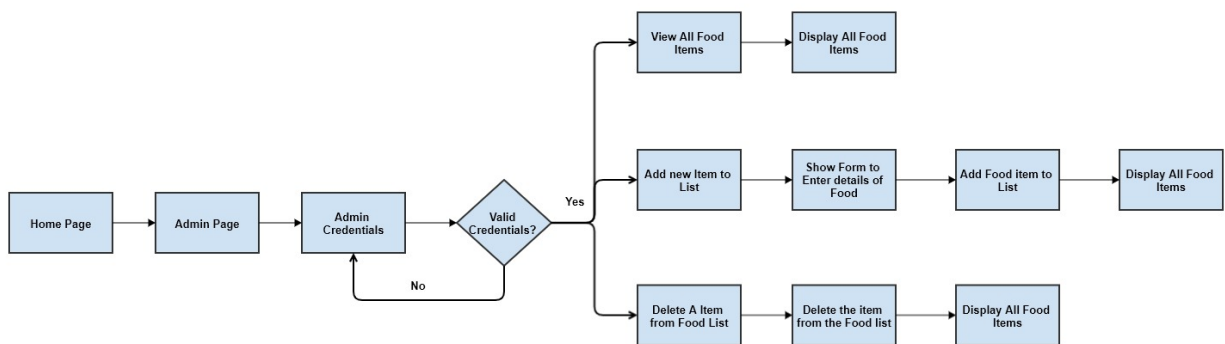 Home Page
Admin Page
Admin
Credentials
Valid
Credentials?
No
Yes
View All Food
Items
Display All Food
Items
Add new Item to
List
Show Form to
Enter details of
Food
Add Food item to
List
Display All Food
Items
Delete A Item
from Food List
Delete the item
from the Food list
Display All Food
Items